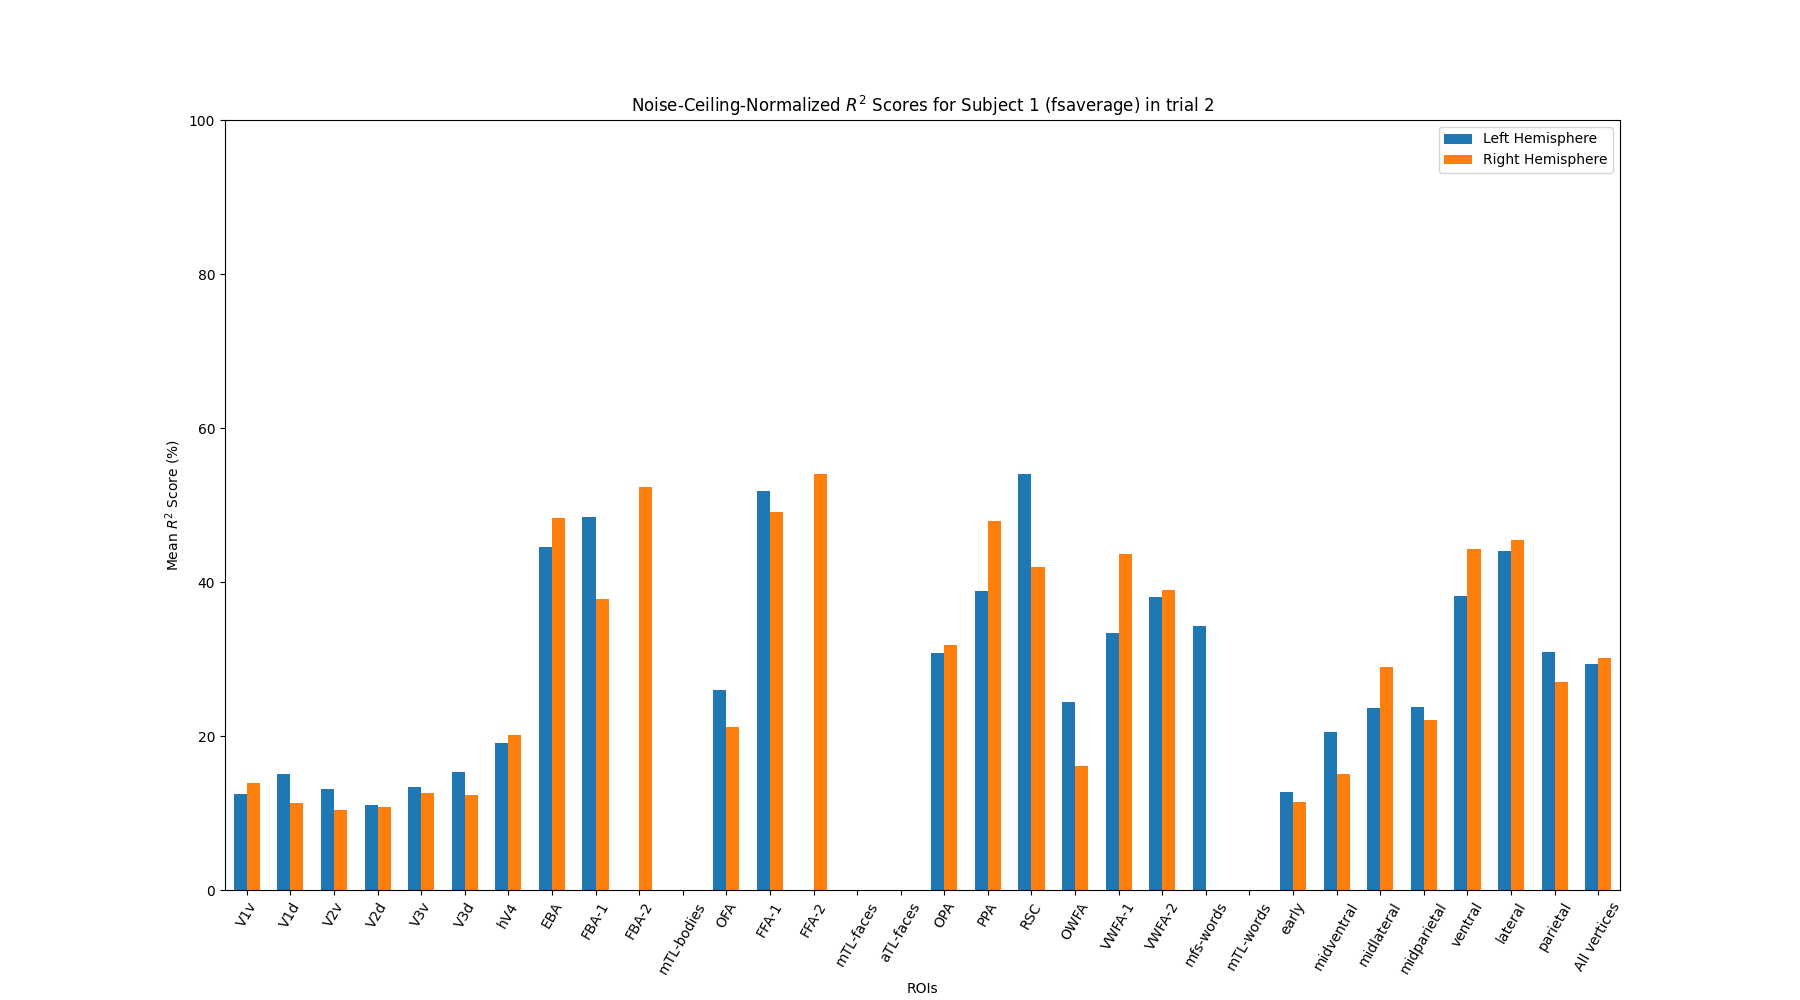 Noise-Ceiling-Normalized R² Scores for Subject 1 (fsaverage) in trial 2
Left Hemisphere
Right Hemisphere
Mean R² Score (%)
100
80
60
40
20
0
V1v
V1d
V2v
V2d
V3v
V3d
hV4
EBA
FBA-1
FBA-2
mTL-bodies
OFA
FFA-1
FFA-2
mTL-faces
aTL-faces
OPA
PPA
RSC
OWFA
VWFA-1
VWFA-2
mfs-words
mTL-words
early
midventral
midlateral
midparietal
ventral
lateral
parietal
All vertices
ROIs